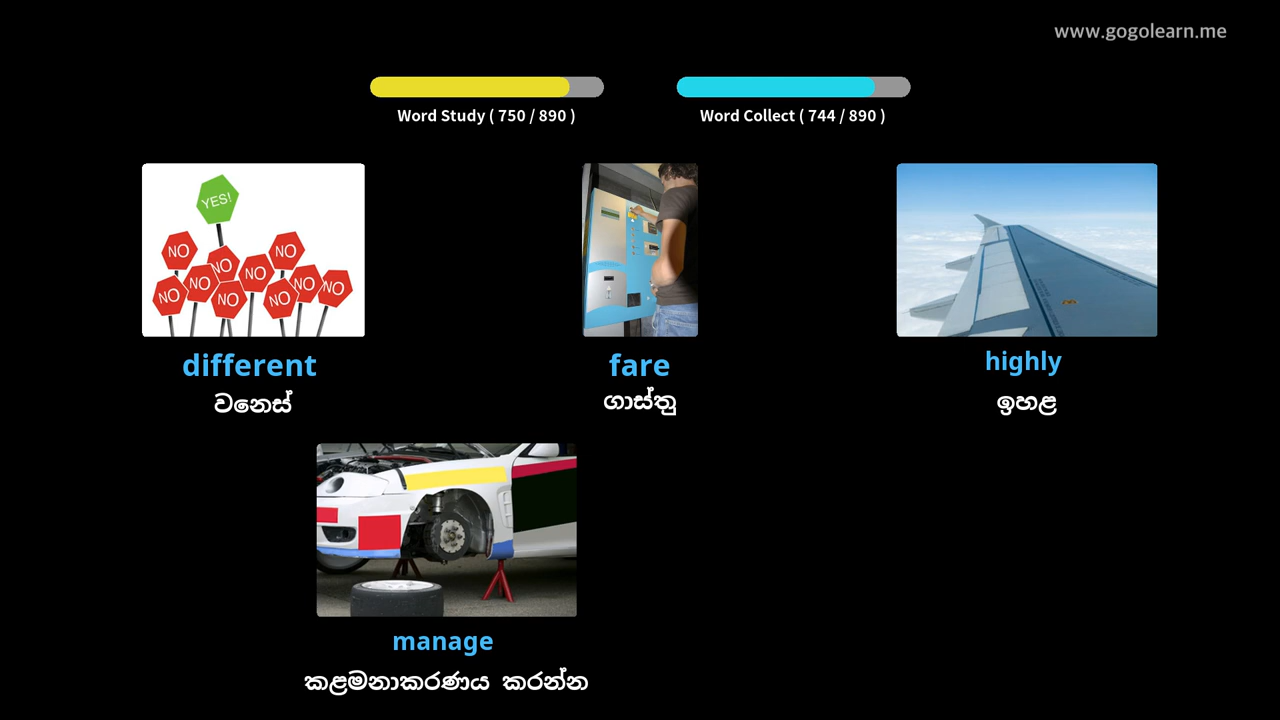 www.gogolearn.me
Word Study ( 750 / 890 )
Word Collect ( 744 / 890 )
YES!
NO
NO
NO
NO
NO
NO
NO
NO
NO
NO
different
වනෙස්
fare
ගාස්තු
highly
ඉහළ
manage
කළමනාකරණය කරන්න